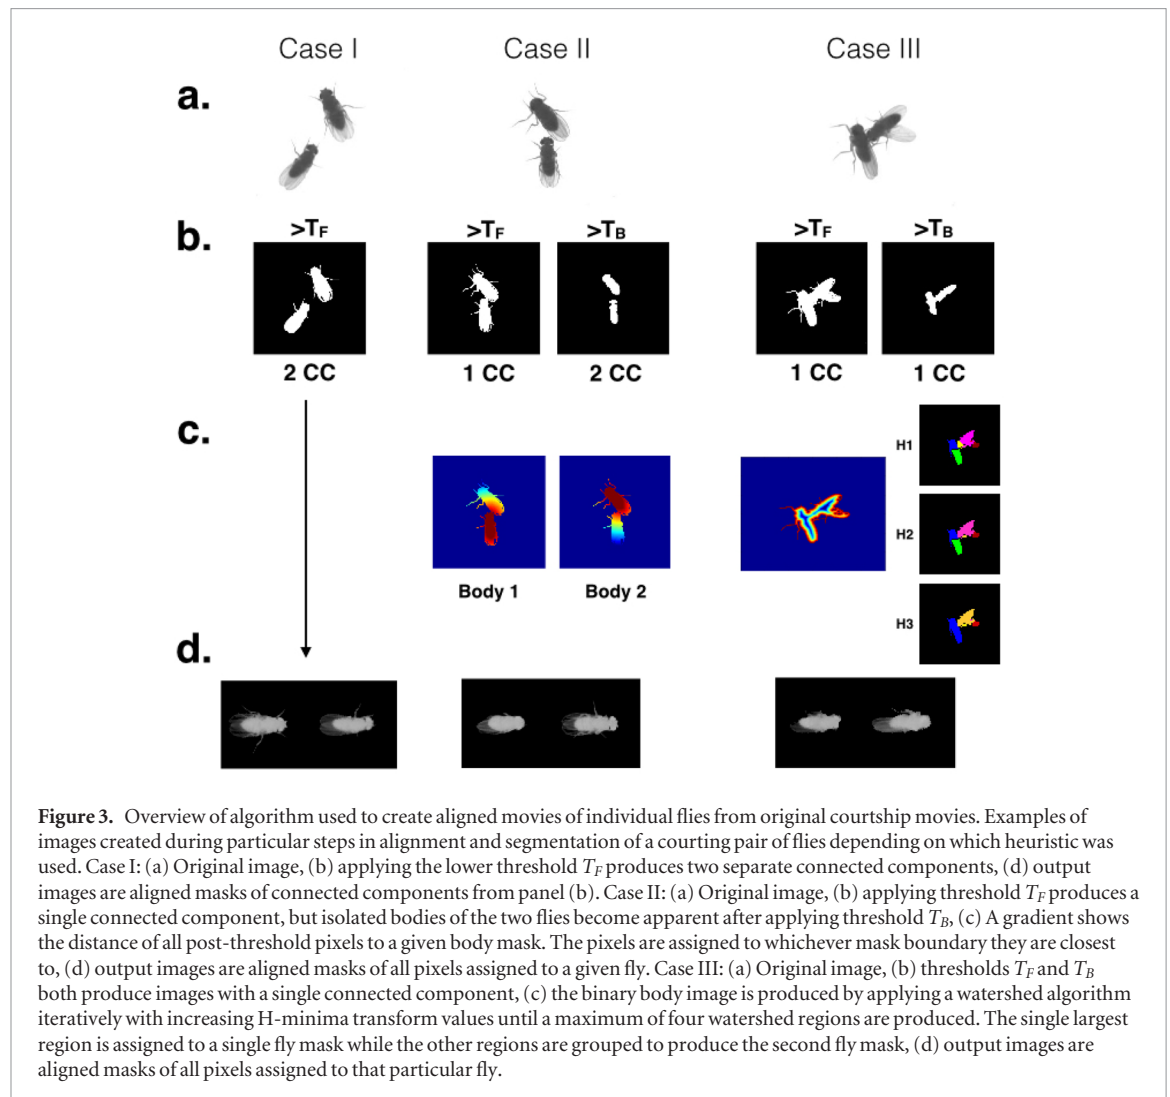 Case I Case II Case III
a.
b. >TF >TF >TB >TF >TB
2 CC 1 CC 2 CC 1 CC 1 CC
c.
H1
H2
Body 1 Body 2
H3
d.
Figure 3. Overview of algorithm used to create aligned movies of individual flies from original courtship movies. Examples of
images created during particular steps in alignment and segmentation of a courting pair of flies depending on which heuristic was
used. Case I: (a) Original image, (b) applying the lower threshold TF produces two separate connected components, (d) output
images are aligned masks of connected components from panel (b). Case II: (a) Original image, (b) applying threshold TF produces a
single connected component, but isolated bodies of the two flies become apparent after applying threshold TB, (c) A gradient shows
the distance of all post-threshold pixels to a given body mask. The pixels are assigned to whichever mask boundary they are closest
to, (d) output images are aligned masks of all pixels assigned to a given fly. Case III: (a) Original image, (b) thresholds TF and TB
both produce images with a single connected component, (c) the binary body image is produced by applying a watershed algorithm
iteratively with increasing H-minima transform values until a maximum of four watershed regions are produced. The single largest
region is assigned to a single fly mask while the other regions are grouped to produce the second fly mask, (d) output images are
aligned masks of all pixels assigned to that particular fly.